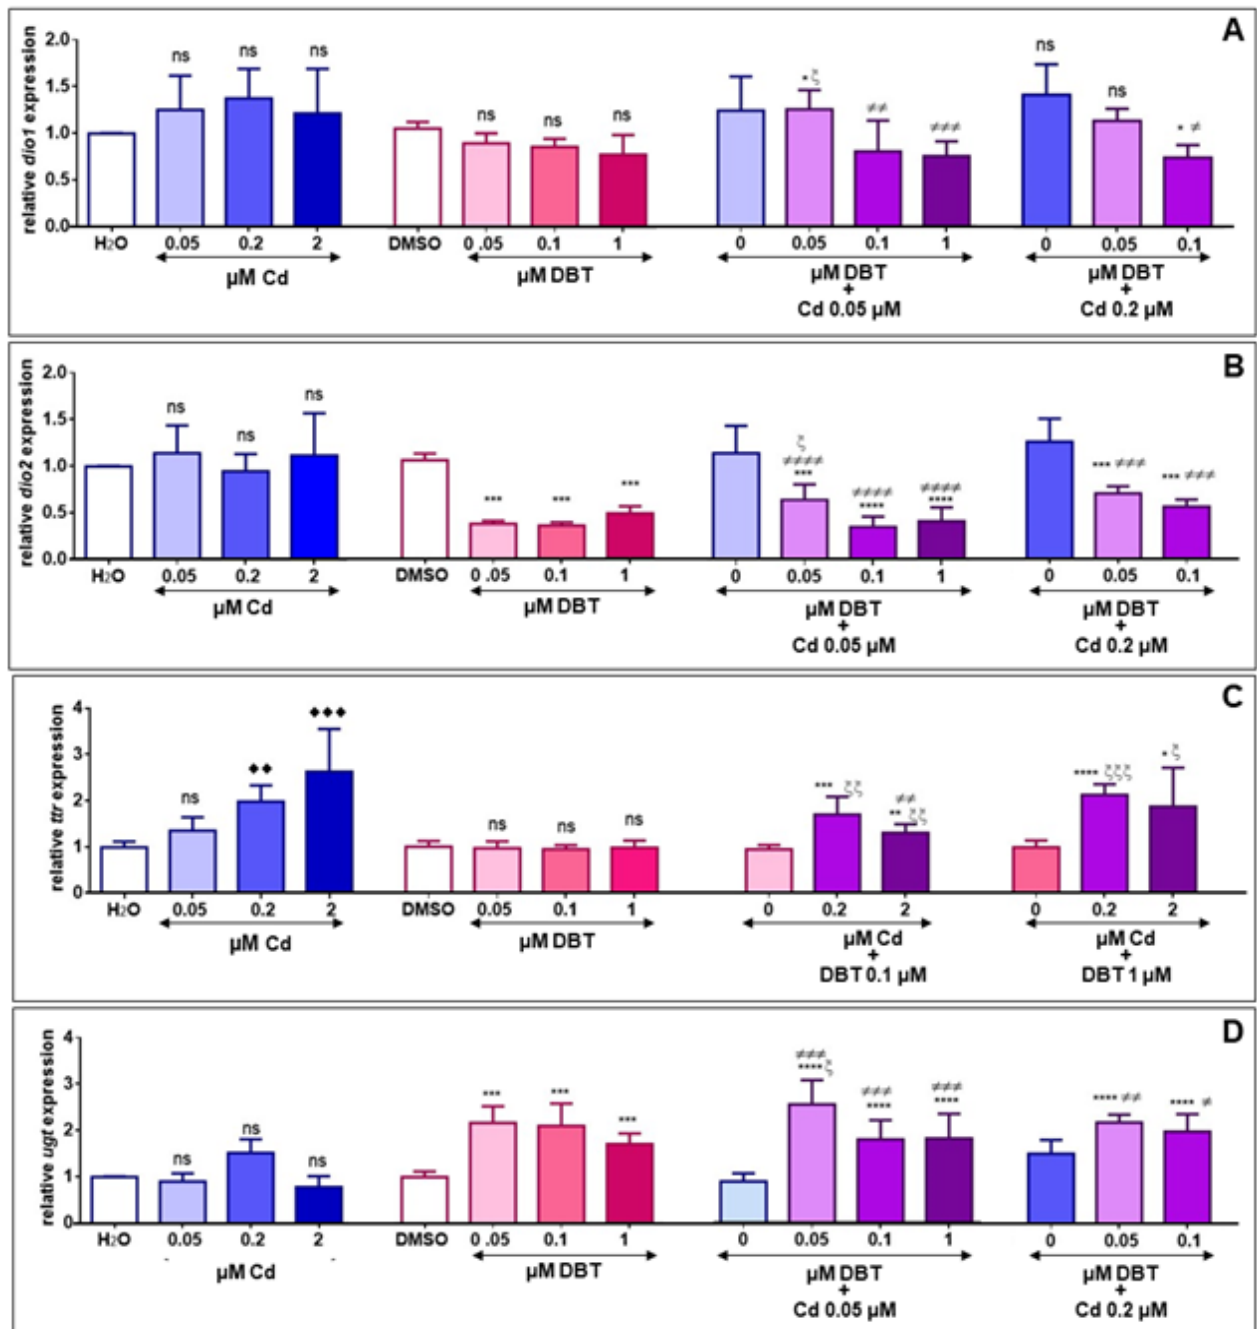 A
relative dio1 expression
2.0
1.5
1.0
0.5
0.0
ns ns ns
ns ns ns
• ζ ≠≠ ≠≠≠
ns ns • ≠
H2O 0.05 0.2 2
DMSO 0 .05 0.1 1
0 0.05 0.1 1
0 0.05 0.1
µM Cd
µM DBT
µM DBT
+
Cd 0.05 µM
µM DBT
+
Cd 0.2 µM
B
relative dio2 expression
2.0
1.5
1.0
0.5
0.0
ns ns ns
*** *** ***
ζ
≠≠≠≠ ≠≠≠≠ ≠≠≠≠
*** **** ****
*** ≠≠≠ *** ≠≠≠
H2O 0.05 0.2 2
DMSO 0 .05 0.1 1
0 0.05 0.1 1
0 0.05 0.1
µM Cd
µM DBT
µM DBT
+
Cd 0.05 µM
µM DBT
+
Cd 0.2 µM
C
relative ttr expression
4
3
2
1
0
ns ♦♦ ♦♦♦
ns ns ns
*** ζζ
≠≠
** ζζ
**** ζζζ • ζ
H2O 0.05 0.2 2
DMSO 0.05 0.1 1
0 0.2 2
0 0.2 2
µM Cd
µM DBT
µM Cd
+
DBT 0.1 µM
µM Cd
+
DBT 1 µM
D
relative ugt expression
4
3
2
1
0
ns ns ns
*** *** ***
≠≠≠ ≠≠≠ ≠≠≠
**** ζ **** ****
**** ≠≠ **** ≠
H2O 0.05 0.2 2
DMSO 0 .05 0.1 1
0 0.05 0.1 1
0 0.05 0.1
µM Cd
µM DBT
µM DBT
+
Cd 0.05 µM
µM DBT
+
Cd 0.2 µM